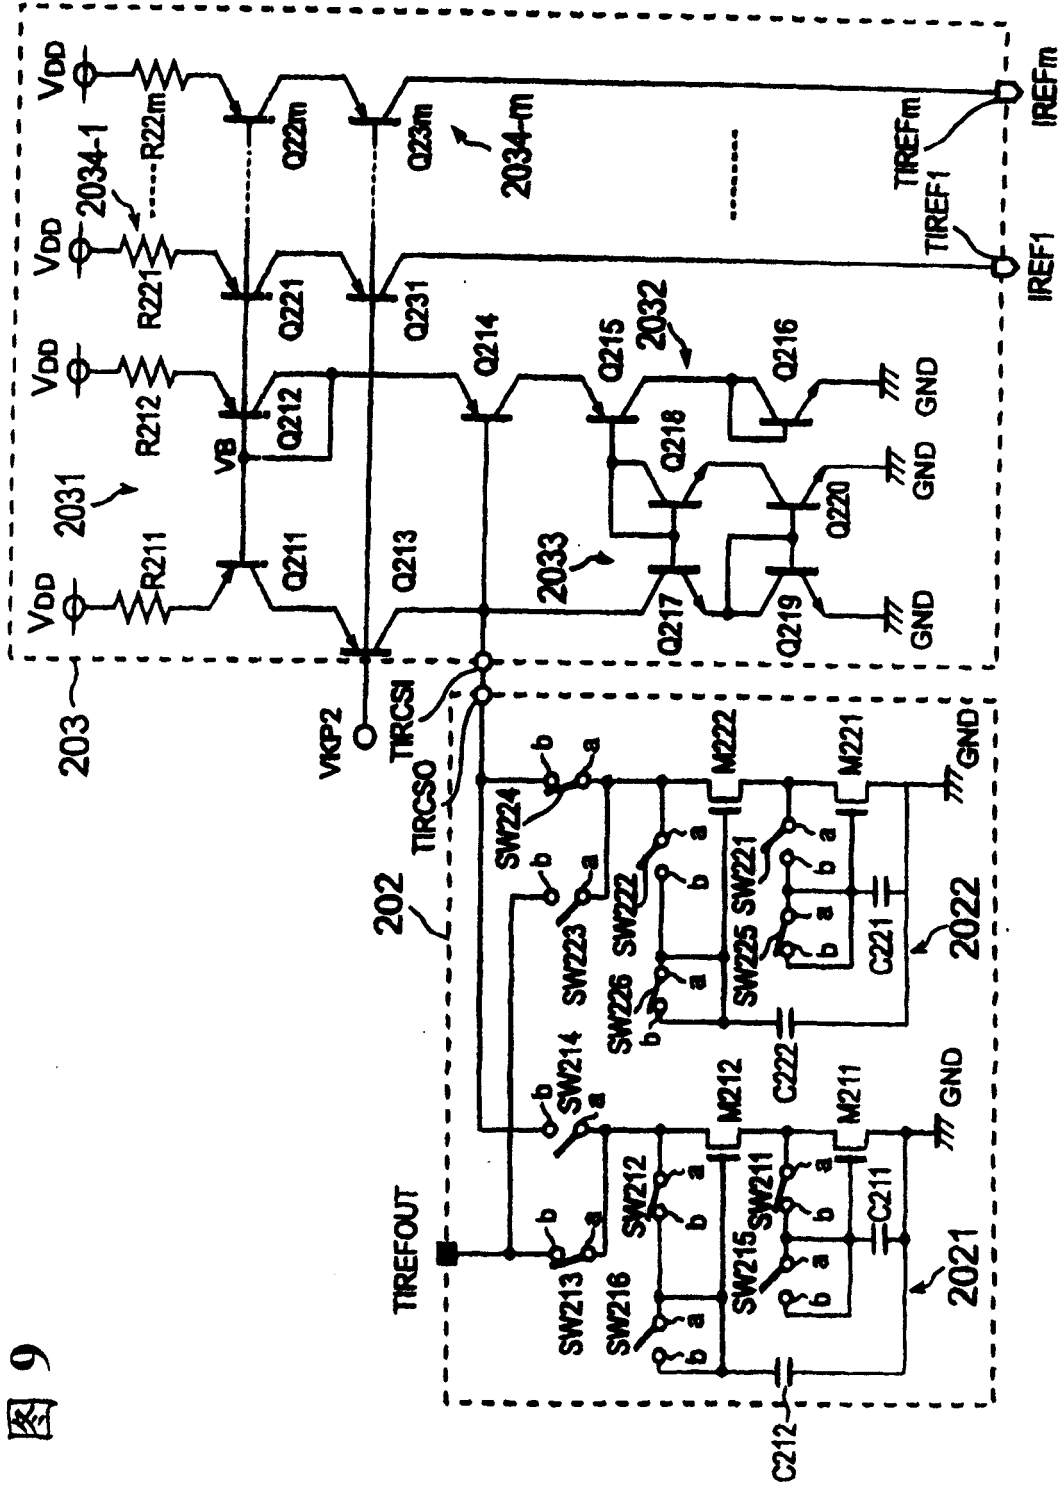 图 9
203
2031
VDD
VDD
VDD
VDD
R211
R212
R221
R22m
2034-1
VB
Q211
Q212
Q221
Q22m
VKP2
Q213
Q231
Q23m
2034-m
TIRCSI
TIRCSO
Q214
Q215
2032
Q216
2033
Q217
Q218
Q219
Q220
GND
GND
GND
TIREF1
TIREFm
IREF1
IREFm
202
TIREFOUT
SW213
b
a
SW214
b
a
SW223
b
a
SW224
b
a
SW216
a
b
SW212
a
b
M212
SW215
a
b
SW211
a
b
M211
C211
C212
2021
GND
SW226
a
b
SW222
a
b
M222
SW225
a
b
SW221
a
b
M221
C221
C222
2022
GND